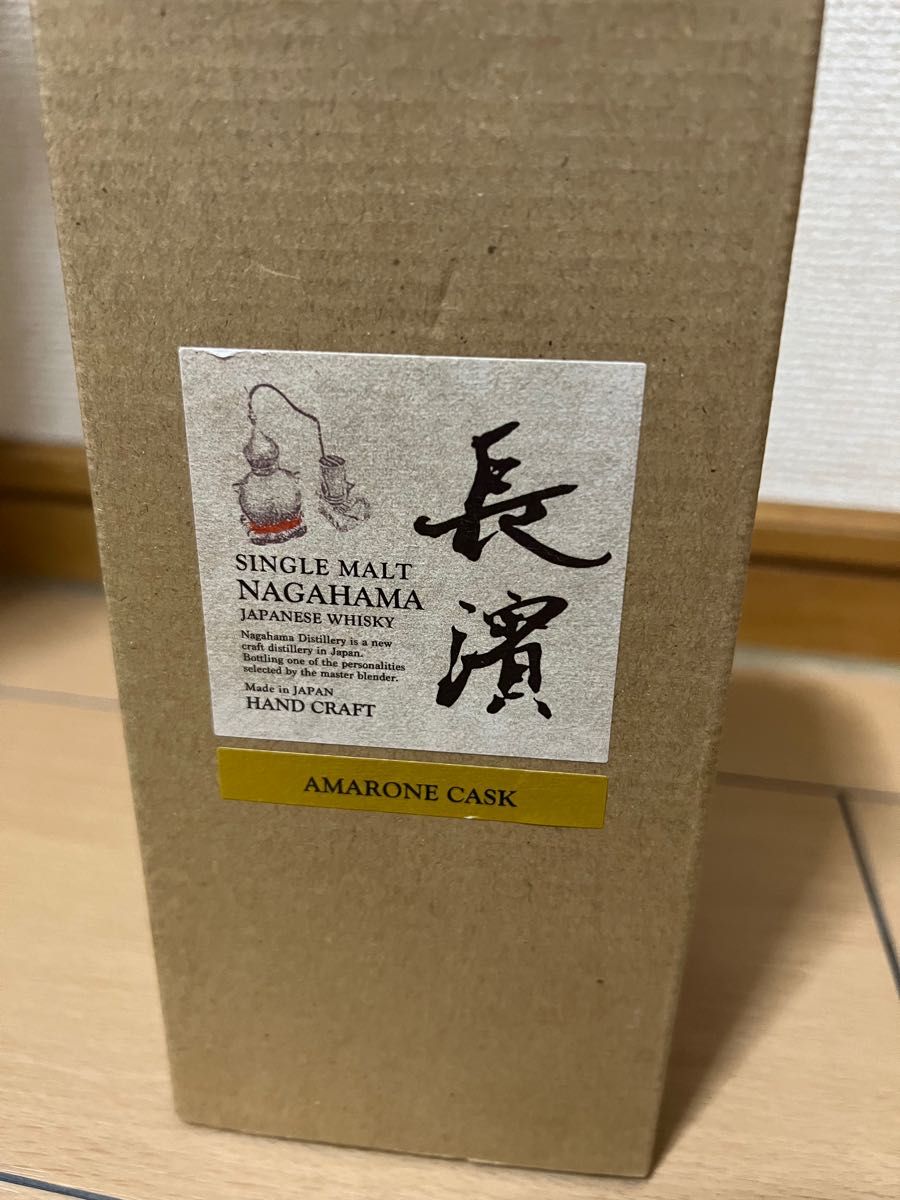 長濱
SINGLE MALT
NAGAHAMA
JAPANESE WHISKY
Nagahama Distillery is a new
craft distillery in Japan.
Bottling one of the personalities
selected by the master blender.
Made in JAPAN
HAND CRAFT
AMARONE CASK